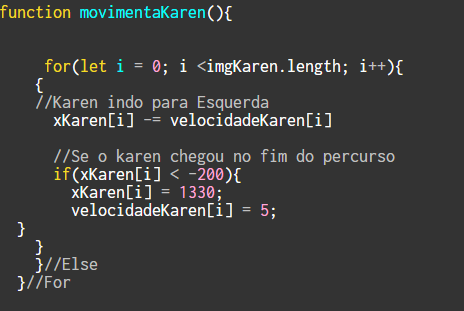 function movimentaKaren(){
for(let i = 0; i <imgKaren.length; i++){
{
//Karen indo para Esquerda
xKaren[i] -= velocidadeKaren[i]
//Se o karen chegou no fim do percurso
if(xKaren[i] < -200){
xKaren[i] = 1330;
velocidadeKaren[i] = 5;
}
}
}//Else
}//For